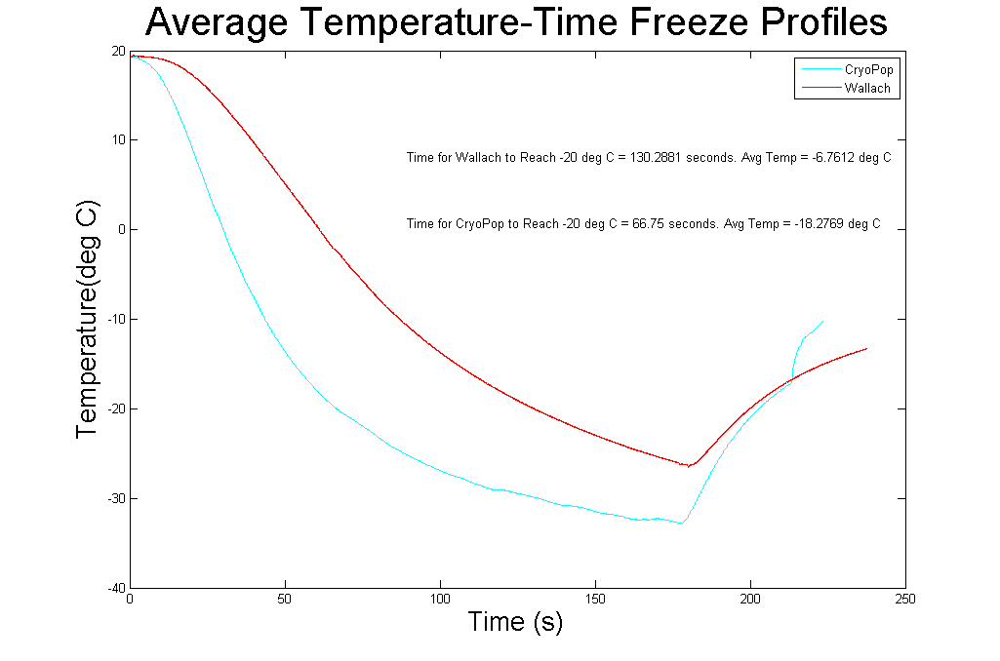 Average Temperature-Time Freeze Profiles
20
CryoPop
Wallach
10
Time for Wallach to Reach -20 deg C = 130.2881 seconds. Avg Temp = -6.7612 deg C
Time for CryoPop to Reach -20 deg C = 66.75 seconds. Avg Temp = -18.2769 deg C
0
-10
-20
-30
-40
Temperature(deg C)
0 50 100 150 200 250
Time (s)